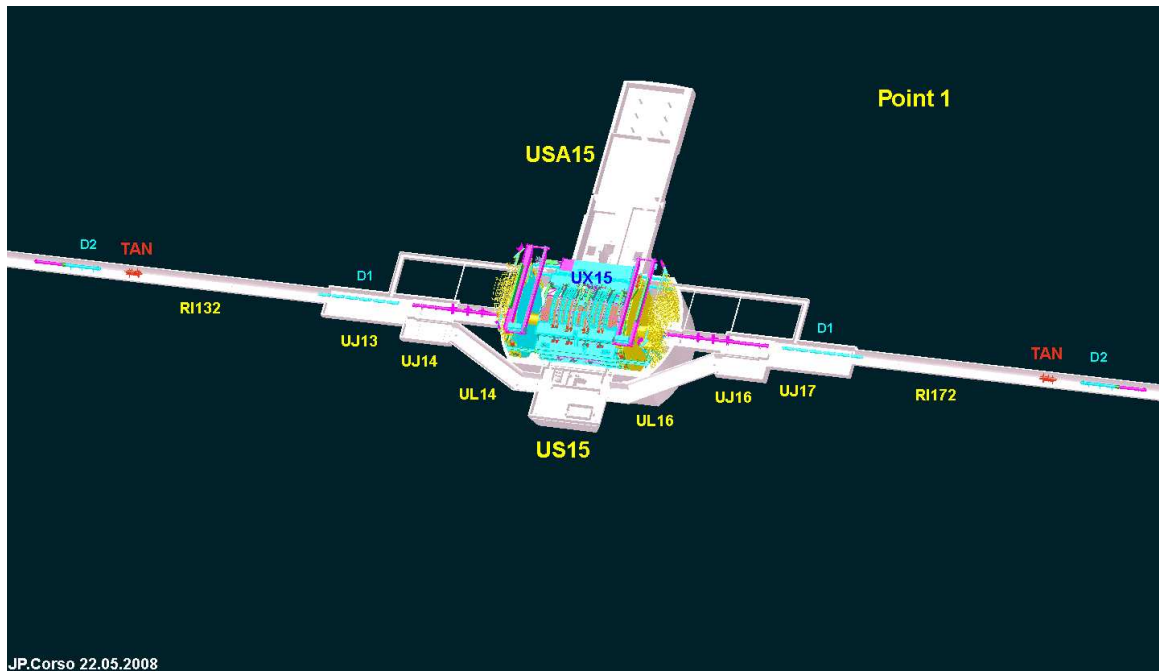 Point 1
USA15
D2
TAN
UX15
D1
RI132
UJ13
D1
UJ14
TAN
D2
UL14
UJ16
UJ17
RI172
UL16
US15
JP.Corso 22.05.2008